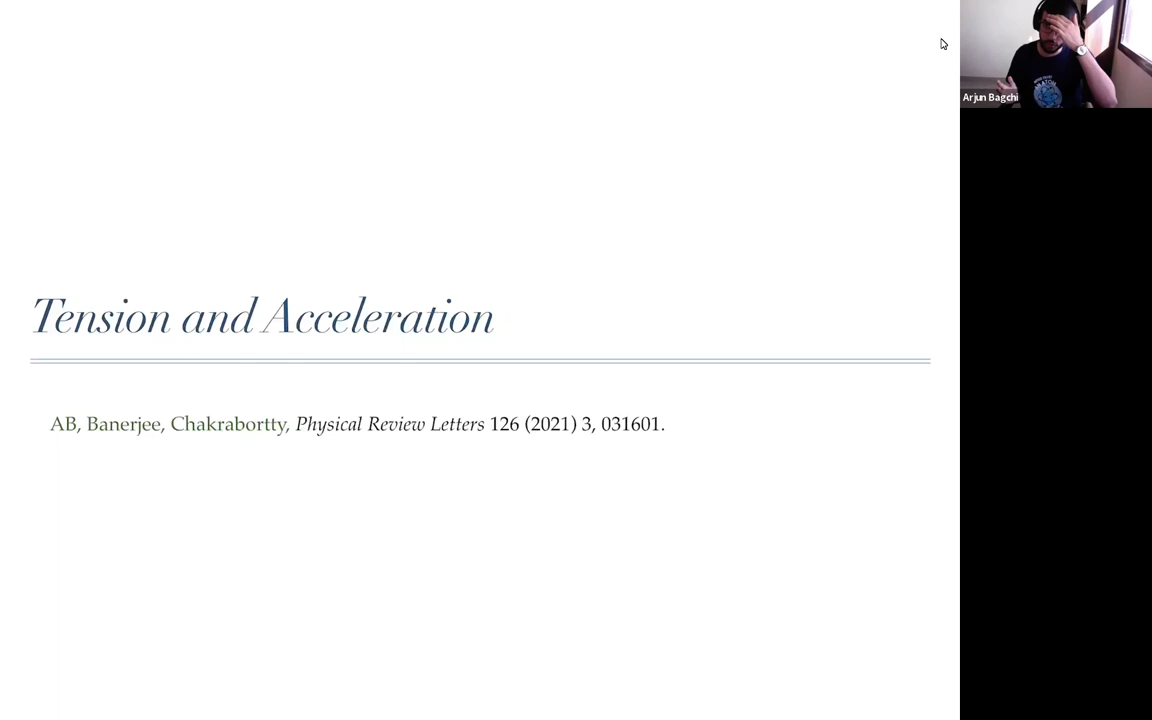 Arjun Bagchi
Tension and Acceleration
AB, Banerjee, Chakrabortty, Physical Review Letters 126 (2021) 3, 031601.